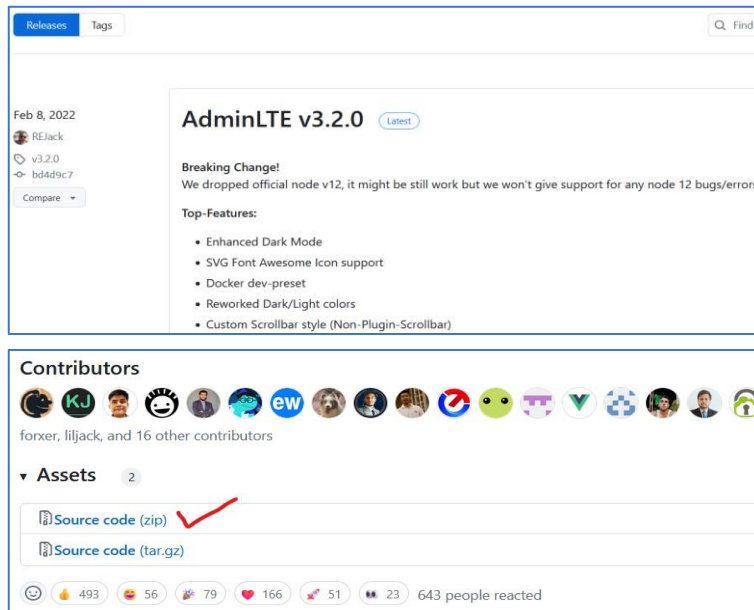 Releases Tags
Find
Feb 8, 2022
REJack
v3.2.0
bd4d9c7
Compare
AdminLTE v3.2.0 Latest
Breaking Change!
We dropped official node v12, it might be still work but we won't give support for any node 12 bugs/errors
Top-Features:
• Enhanced Dark Mode
• SVG Font Awesome Icon support
• Docker dev-preset
• Reworked Dark/Light colors
• Custom Scrollbar style (Non-Plugin-Scrollbar)
Contributors
KJ ew
forxer, liljack, and 16 other contributors
Assets 2
Source code (zip)
Source code (tar.gz)
493 56 79 166 51 23 643 people reacted